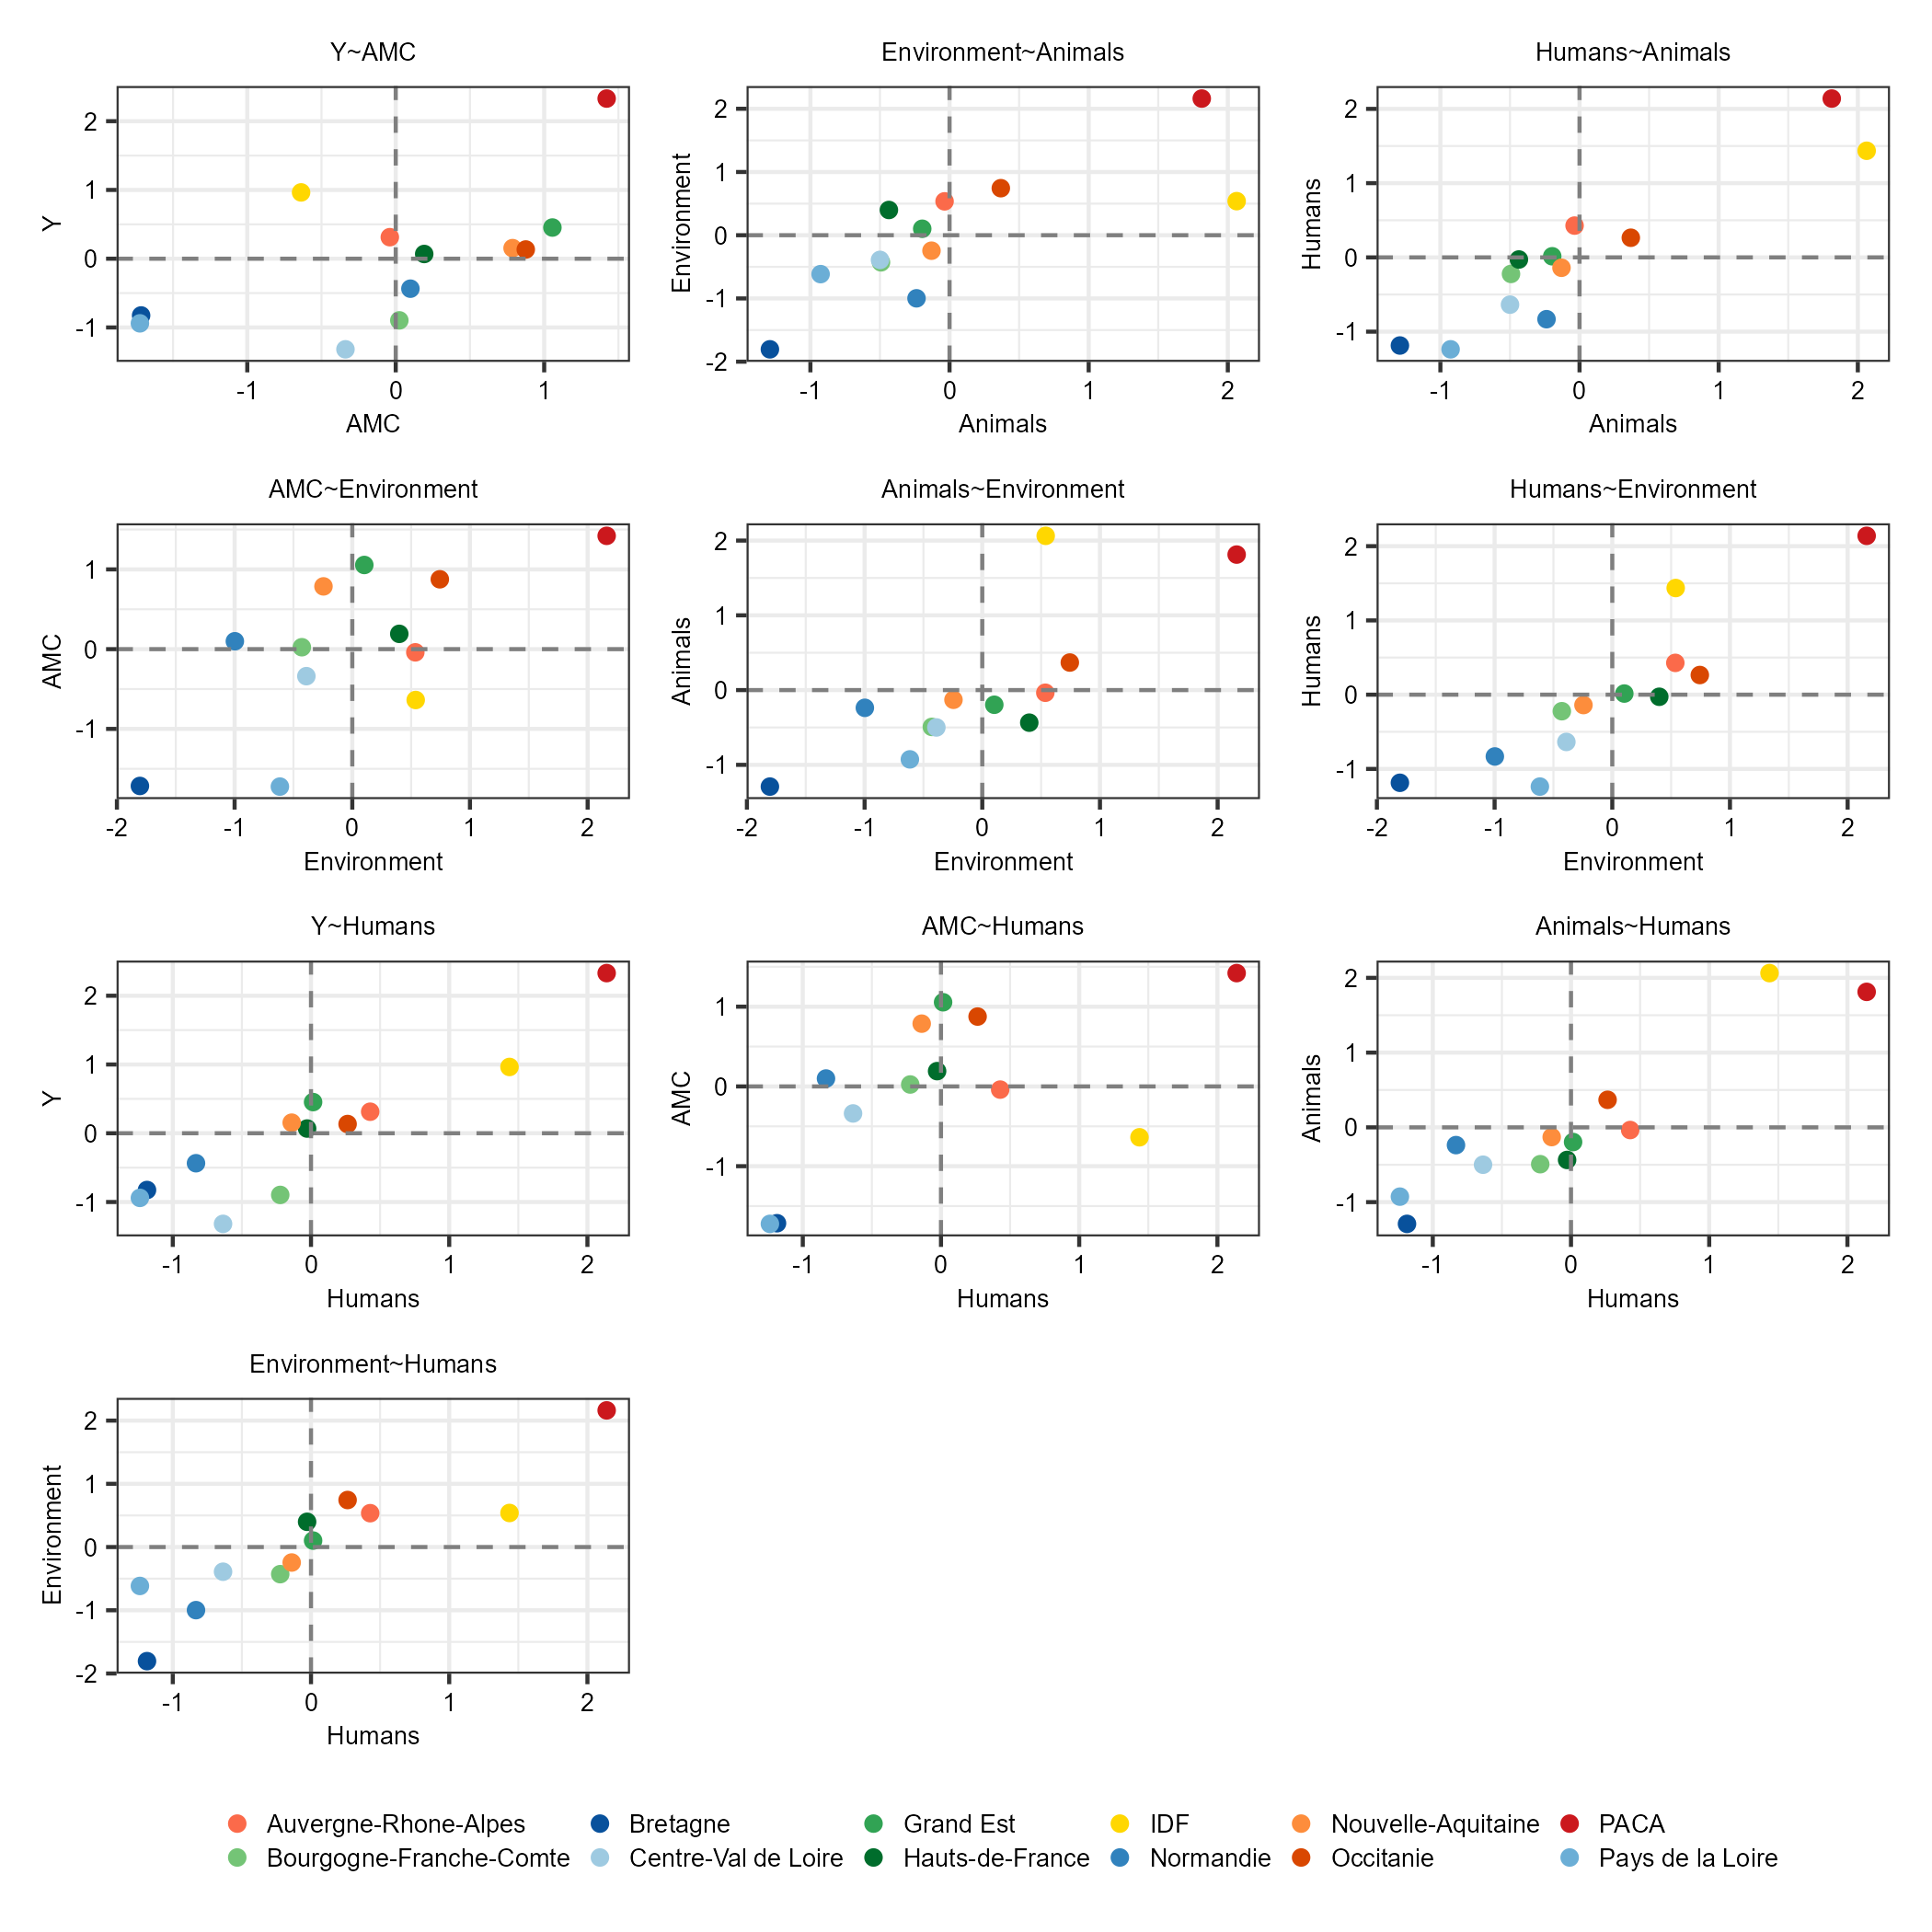 Y~AMC
Environment~Animals
Humans~Animals
Y
2
1
0
-1
-1
0
1
AMC
Environment
2
1
0
-1
-2
-1
0
1
2
Animals
Humans
2
1
0
-1
-1
0
1
2
Animals
AMC~Environment
Animals~Environment
Humans~Environment
AMC
1
0
-1
-2
-1
0
1
2
Environment
Animals
2
1
0
-1
-2
-1
0
1
2
Environment
Humans
2
1
0
-1
-2
-1
0
1
2
Environment
Y~Humans
AMC~Humans
Animals~Humans
Y
2
1
0
-1
-1
0
1
2
Humans
AMC
1
0
-1
-1
0
1
2
Humans
Animals
2
1
0
-1
-1
0
1
2
Humans
Environment~Humans
Environment
2
1
0
-1
-2
-1
0
1
2
Humans
Auvergne-Rhone-Alpes
Bretagne
Grand Est
IDF
Nouvelle-Aquitaine
PACA
Bourgogne-Franche-Comte
Centre-Val de Loire
Hauts-de-France
Normandie
Occitanie
Pays de la Loire